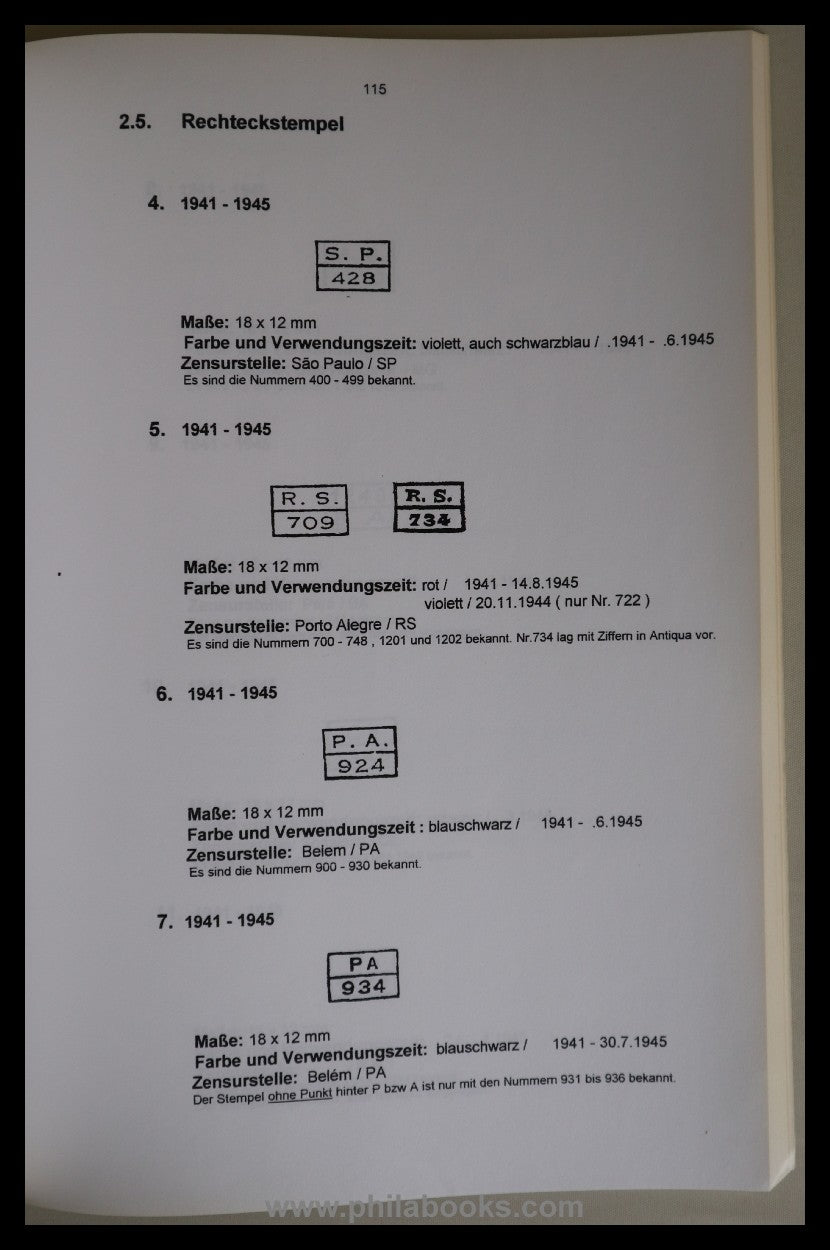 115
2.5. Rechteckstempel
4. 1941 - 1945
S. P.
428
Maße: 18 x 12 mm
Farbe und Verwendungszeit: violett, auch schwarzblau / .1941 - .6.1945
Zensurstelle: São Paulo / SP
Es sind die Nummern 400 - 499 bekannt.
5. 1941 - 1945
R. S. R. S.
709 734
Maße: 18 x 12 mm
Farbe und Verwendungszeit: rot / 1941 - 14.8.1945
violett / 20.11.1944 ( nur Nr. 722 )
Zensurstelle: Porto Alegre / RS
Es sind die Nummern 700 - 748 , 1201 und 1202 bekannt. Nr.734 lag mit Ziffern in Antiqua vor.
6. 1941 - 1945
P. A.
924
Maße: 18 x 12 mm
Farbe und Verwendungszeit : blauschwarz / 1941 - .6.1945
Zensurstelle: Belem / PA
Es sind die Nummern 900 - 930 bekannt.
7. 1941 - 1945
PA
934
Maße: 18 x 12 mm
Farbe und Verwendungszeit: blauschwarz / 1941 - 30.7.1945
Zensurstelle: Belém / PA
Der Stempel ohne Punkt hinter P bzw A ist nur mit den Nummern 931 bis 936 bekannt.
www.philabooks.com